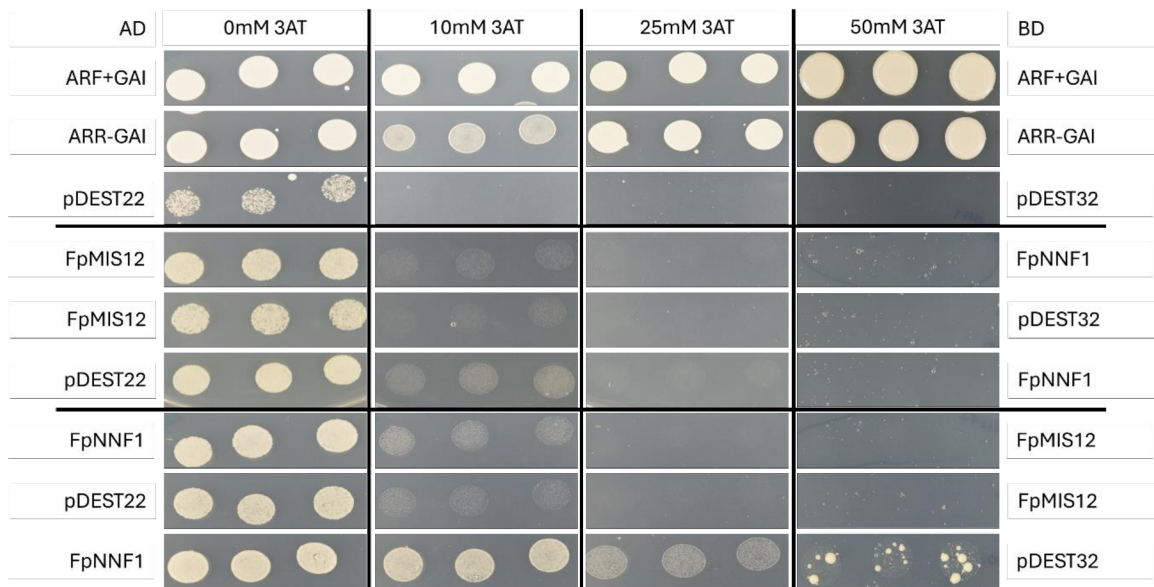 AD 0mM 3AT 10mM 3AT 25mM 3AT 50mM 3AT BD
ARF+GAI ARF+GAI
ARR-GAI ARR-GAI
pDEST22 pDEST32
FpMIS12 FpNNF1
FpMIS12 pDEST32
pDEST22 FpNNF1
FpNNF1 FpMIS12
pDEST22 FpMIS12
FpNNF1 pDEST32